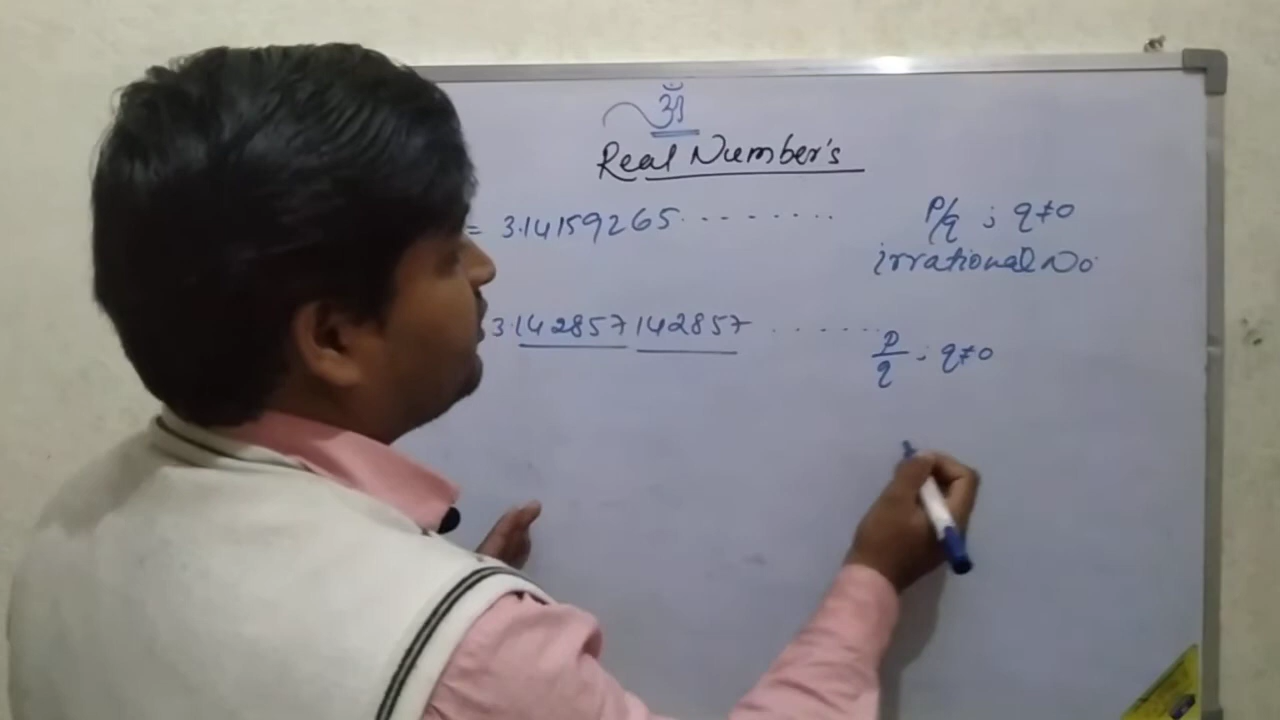 ॐ
Real Number's
= 3.14159265........ P/q ; q≠0
irrational No.
3.142857142857 ......
P/q ; q≠0